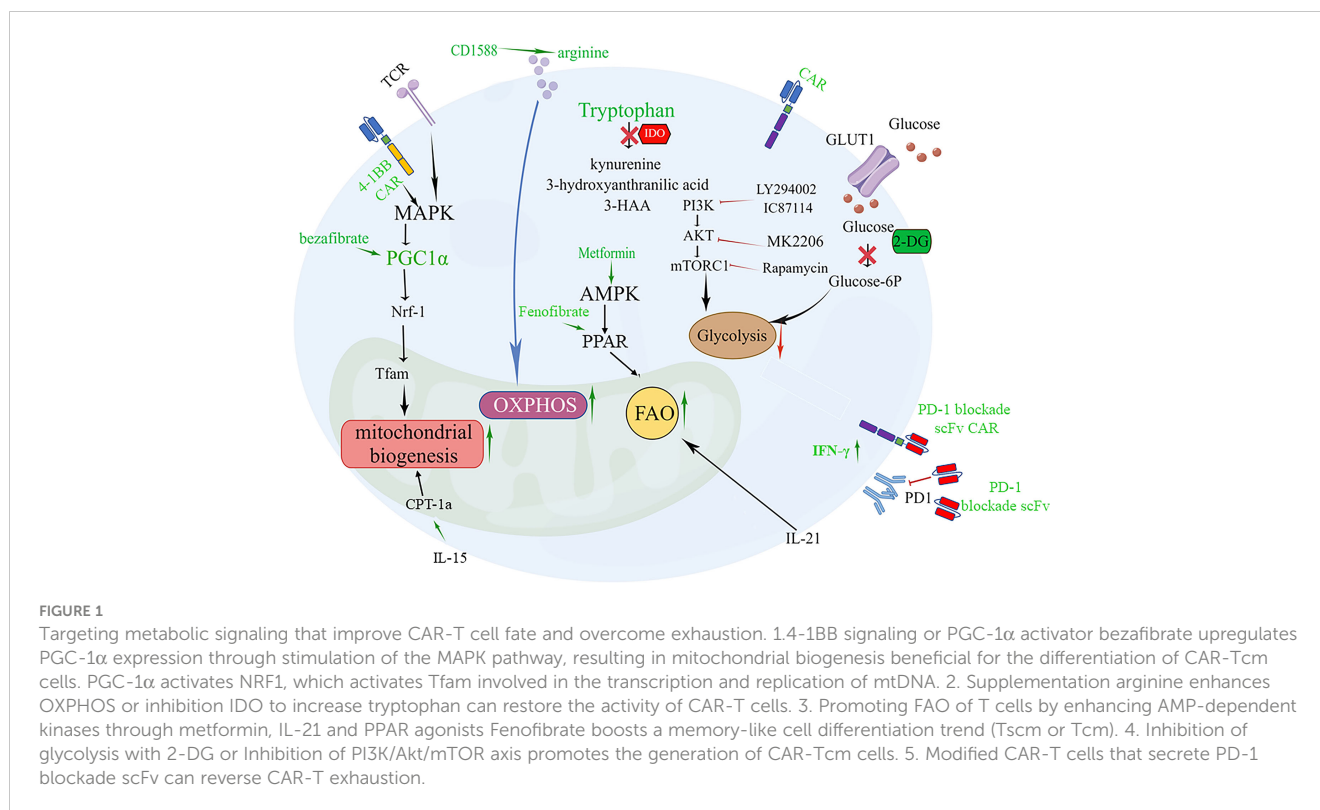 CD1588
arginine
TCR
CAR
Tryptophan
IDO
GLUT1
Glucose
4-1BB
CAR
kynurenine
3-hydroxyanthranilic acid
3-HAA
PI3K
LY294002
IC87114
MAPK
Glucose
2-DG
bezafibrate
PGC1α
AKT
MK2206
Metformin
mTORC1
Rapamycin
Glucose-6P
AMPK
Nrf-1
Fenofibrate
PPAR
Glycolysis
Tfam
OXPHOS
FAO
mitochondrial
biogenesis
PD-1 blockade
scFv CAR
IFN-γ
CPT-1a
PD1
PD-1
blockade scFv
IL-15
IL-21
FIGURE 1
Targeting metabolic signaling that improve CAR-T cell fate and overcome exhaustion. 1.4-1BB signaling or PGC-1α activator bezafibrate upregulates
PGC-1α expression through stimulation of the MAPK pathway, resulting in mitochondrial biogenesis beneficial for the differentiation of CAR-Tcm
cells. PGC-1α activates NRF1, which activates Tfam involved in the transcription and replication of mtDNA. 2. Supplementation arginine enhances
OXPHOS or inhibition IDO to increase tryptophan can restore the activity of CAR-T cells. 3. Promoting FAO of T cells by enhancing AMP-dependent
kinases through metformin, IL-21 and PPAR agonists Fenofibrate boosts a memory-like cell differentiation trend (Tscm or Tcm). 4. Inhibition of
glycolysis with 2-DG or Inhibition of PI3K/Akt/mTOR axis promotes the generation of CAR-Tcm cells. 5. Modified CAR-T cells that secrete PD-1
blockade scFv can reverse CAR-T exhaustion.